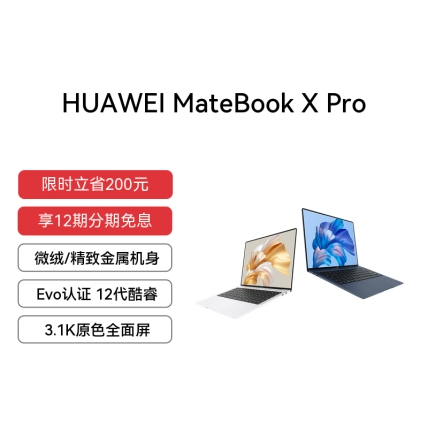 HUAWEI MateBook X Pro
限时立省200元
享12期分期免息
微绒/精致金属机身
Evo认证 12代酷睿
3.1K原色全面屏